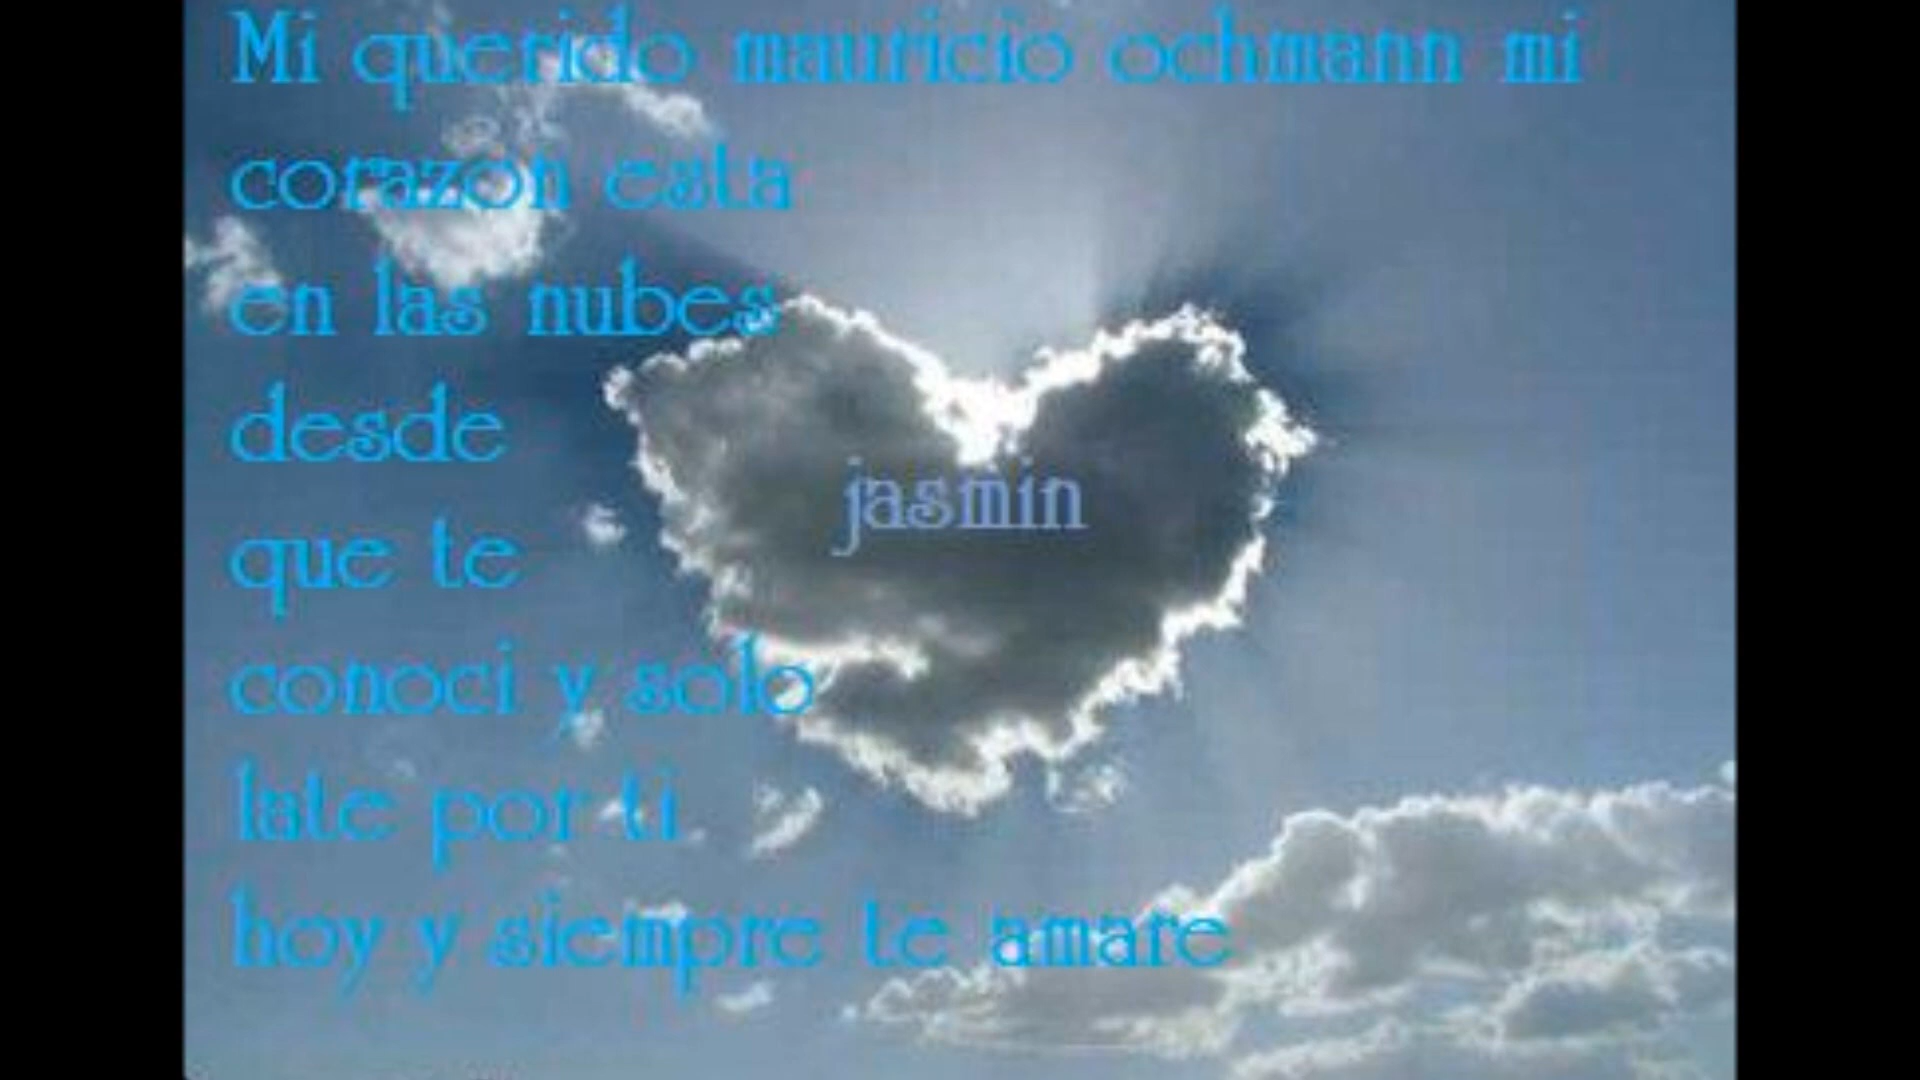 Mi querido mauricio ochmann mi
corazon esta
en las nubes
desde
jasmin
que te
conoci y solo
late por ti
hoy y siempre te amare